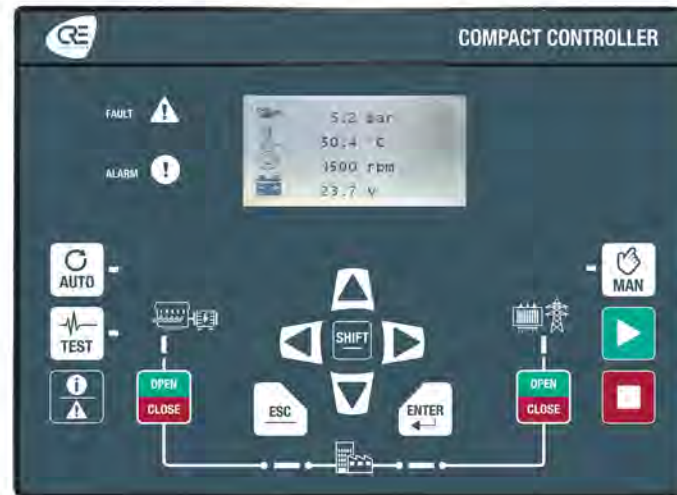 CRE
COMPACT CONTROLLER
FAULT
5.2 bar
50.4 °C
1500 rpm
23.7 v
ALARM
AUTO
MAN
TEST
SHIFT
OPEN
CLOSE
ESC
ENTER
OPEN
CLOSE